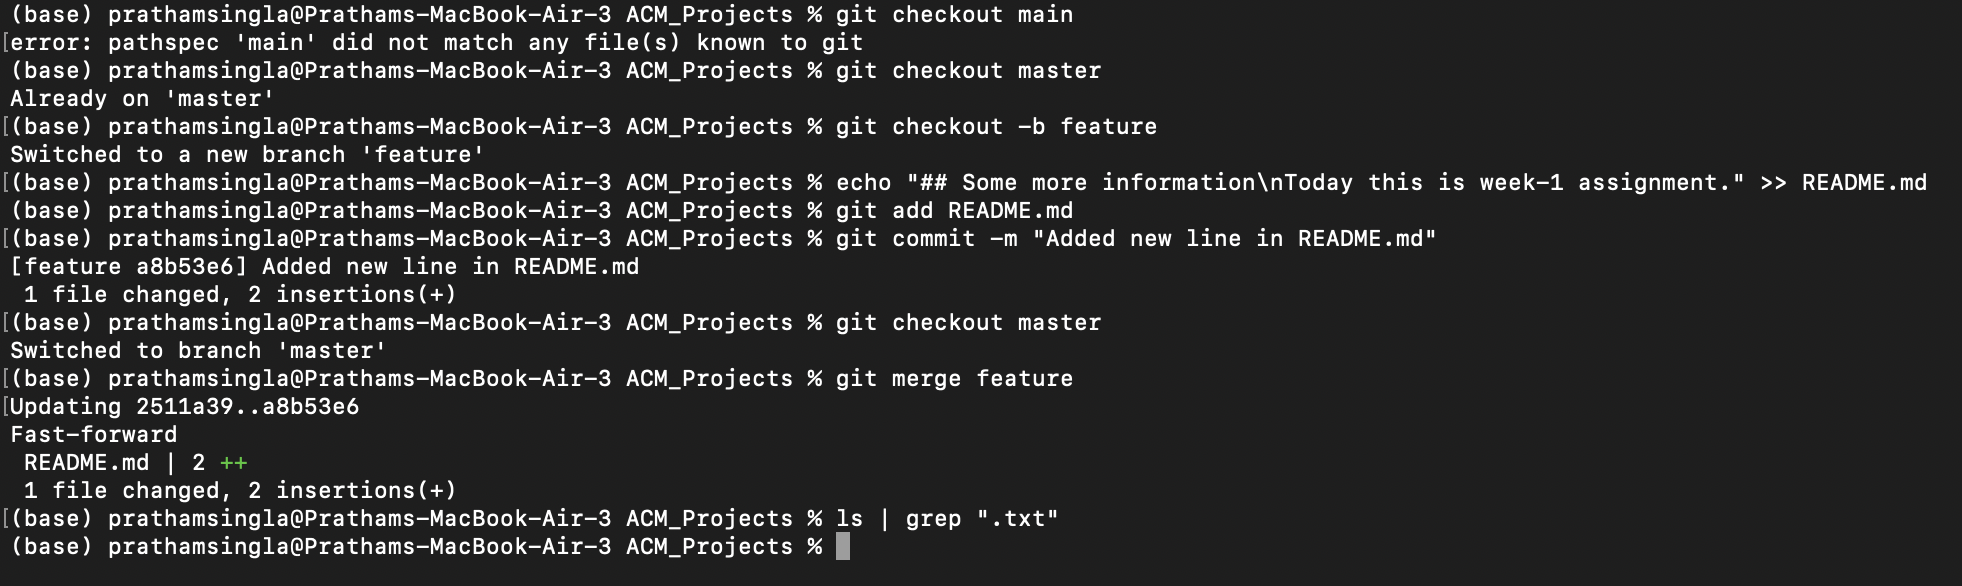 (base) prathamsingla@Prathams-MacBook-Air-3 ACM_Projects % git checkout main
[error: pathspec 'main' did not match any file(s) known to git
(base) prathamsingla@Prathams-MacBook-Air-3 ACM_Projects % git checkout master
Already on 'master'
[(base) prathamsingla@Prathams-MacBook-Air-3 ACM_Projects % git checkout -b feature
Switched to a new branch 'feature'
[(base) prathamsingla@Prathams-MacBook-Air-3 ACM_Projects % echo "## Some more information\nToday this is week-1 assignment." >> README.md
(base) prathamsingla@Prathams-MacBook-Air-3 ACM_Projects % git add README.md
[(base) prathamsingla@Prathams-MacBook-Air-3 ACM_Projects % git commit -m "Added new line in README.md"
[feature a8b53e6] Added new line in README.md
1 file changed, 2 insertions(+)
[(base) prathamsingla@Prathams-MacBook-Air-3 ACM_Projects % git checkout master
Switched to branch 'master'
[(base) prathamsingla@Prathams-MacBook-Air-3 ACM_Projects % git merge feature
[Updating 2511a39..a8b53e6
Fast-forward
README.md | 2 ++
1 file changed, 2 insertions(+)
[(base) prathamsingla@Prathams-MacBook-Air-3 ACM_Projects % ls | grep ".txt"
(base) prathamsingla@Prathams-MacBook-Air-3 ACM_Projects %